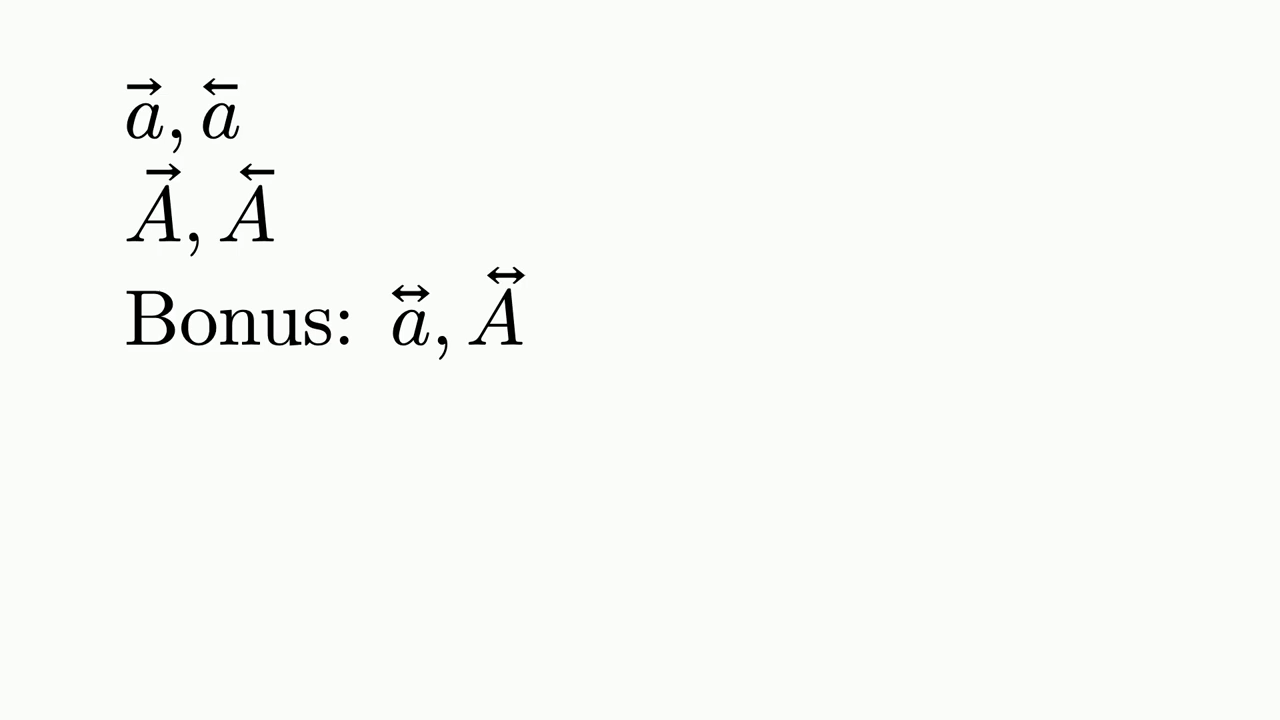 a⃗, a⃖
A⃗, A⃖
Bonus: a⃡, A⃡